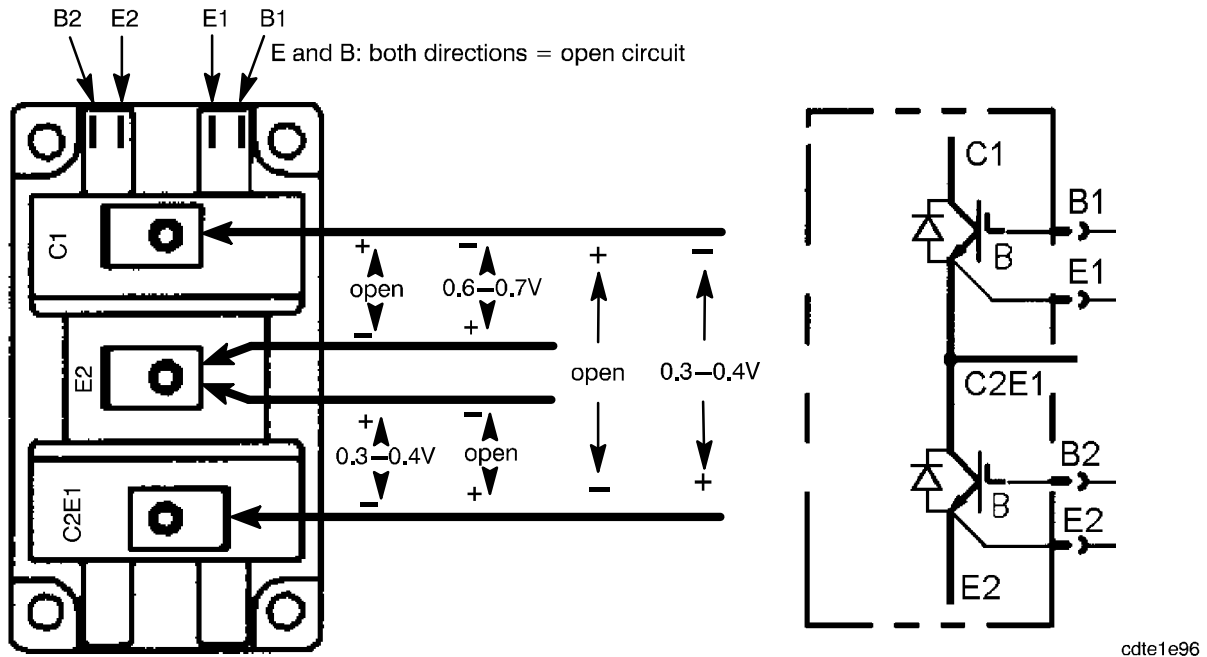 B2 E2 E1 B1
E and B: both directions = open circuit
C1
+ − + −
open 0.6–0.7V
− +
E2
open 0.3–0.4V
+ −
0.3–0.4V open
− + − +
C2E1
C1
B1
B
E1
C2E1
B2
B
E2
E2
cdte1e96